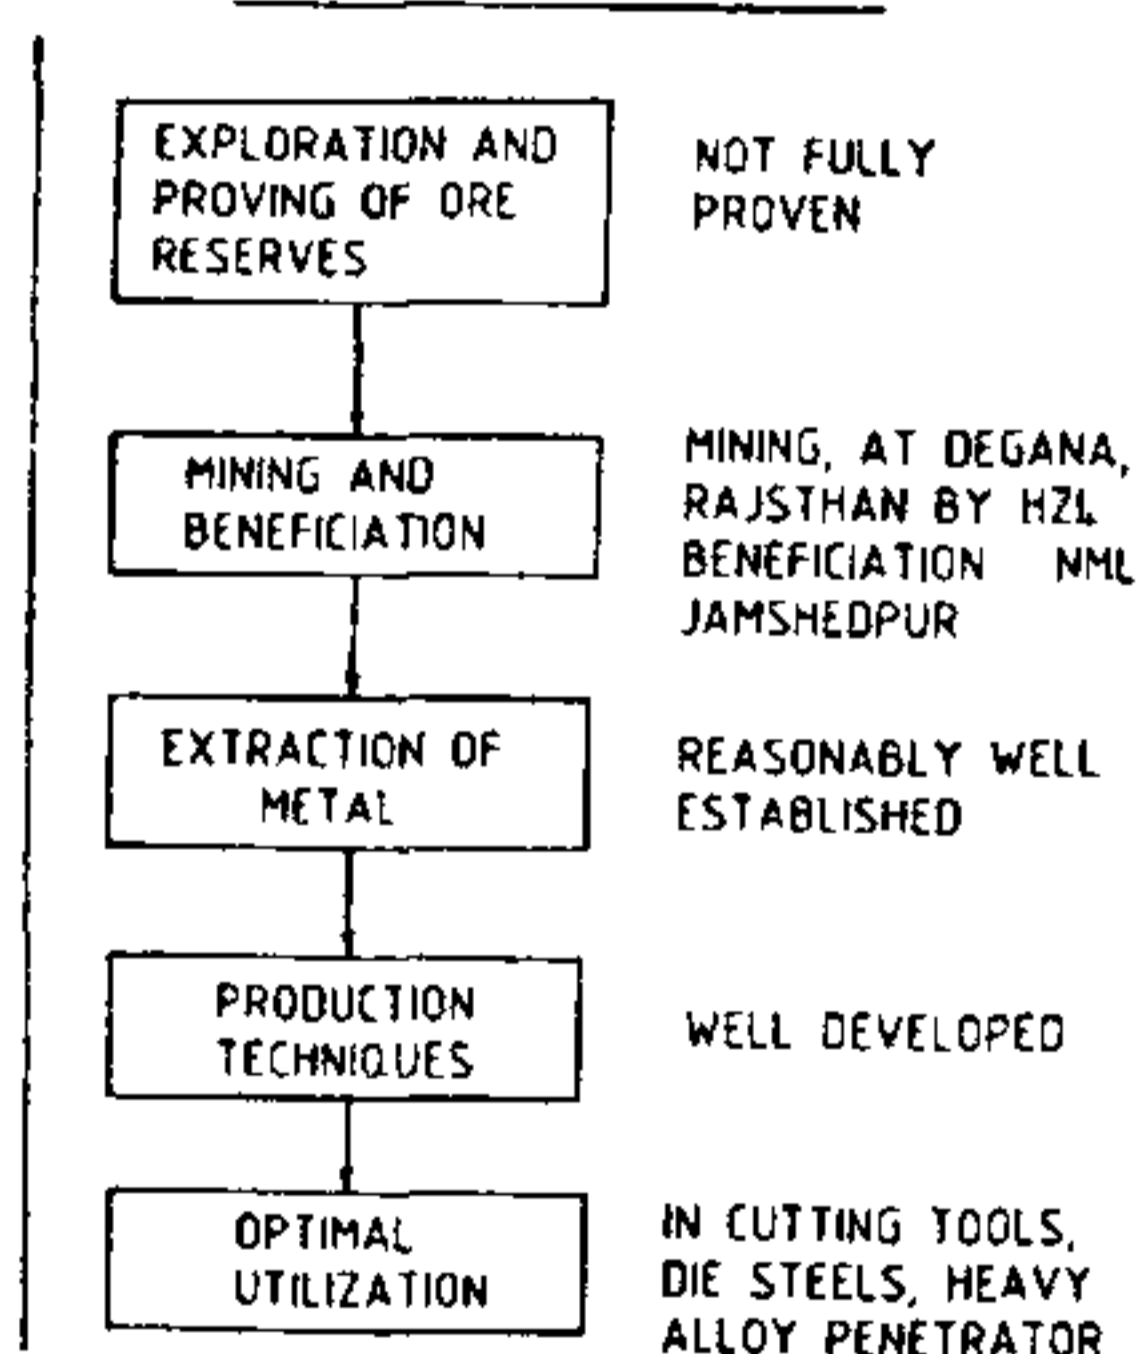 EXPLORATION AND
PROVING OF ORE
RESERVES
NOT FULLY
PROVEN
MINING AND
BENEFICIATION
MINING, AT DEGANA,
RAJSTHAN BY HZL
BENEFICIATION NML
JAMSHEDPUR
EXTRACTION OF
METAL
REASONABLY WELL
ESTABLISHED
PRODUCTION
TECHNIQUES
WELL DEVELOPED
OPTIMAL
UTILIZATION
IN CUTTING TOOLS,
DIE STEELS, HEAVY
ALLOY PENETRATOR